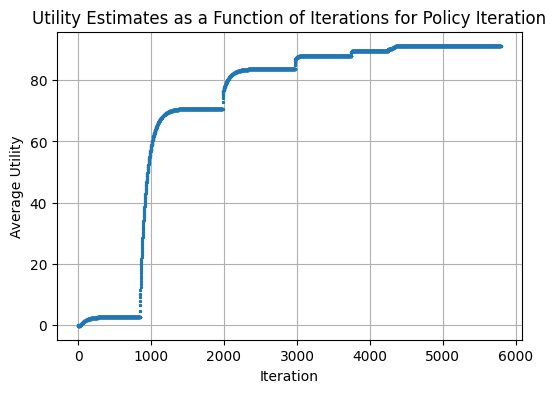 Utility Estimates as a Function of Iterations for Policy Iteration
Average Utility
80
60
40
20
0
0 1000 2000 3000 4000 5000 6000
Iteration